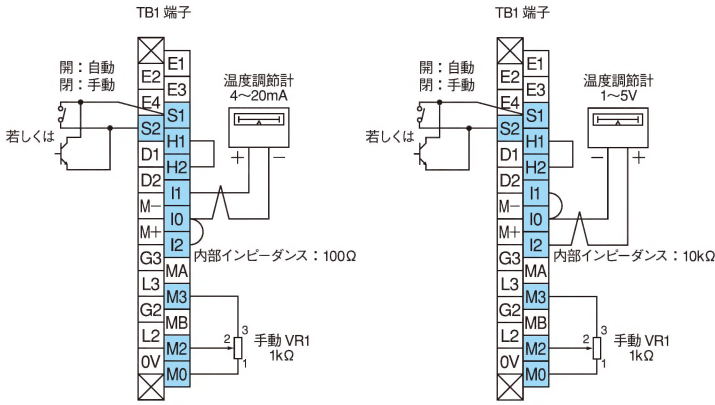 TB1 端子
開：自動
閉：手動
若しくは
温度調節計
4〜20mA
+
−
E1
E2
E3
E4
S1
S2
H1
D1
H2
D2
I1
M−
I0
M+
I2
G3
MA
L3
M3
G2
MB
L2
M2
0V
M0
内部インピーダンス：100Ω
3
2
1
手動 VR1
1kΩ
TB1 端子
開：自動
閉：手動
若しくは
温度調節計
1〜5V
−
+
E1
E2
E3
E4
S1
S2
H1
D1
H2
D2
I1
M−
I0
M+
I2
G3
MA
L3
M3
G2
MB
L2
M2
0V
M0
内部インピーダンス：10kΩ
3
2
1
手動 VR1
1kΩ